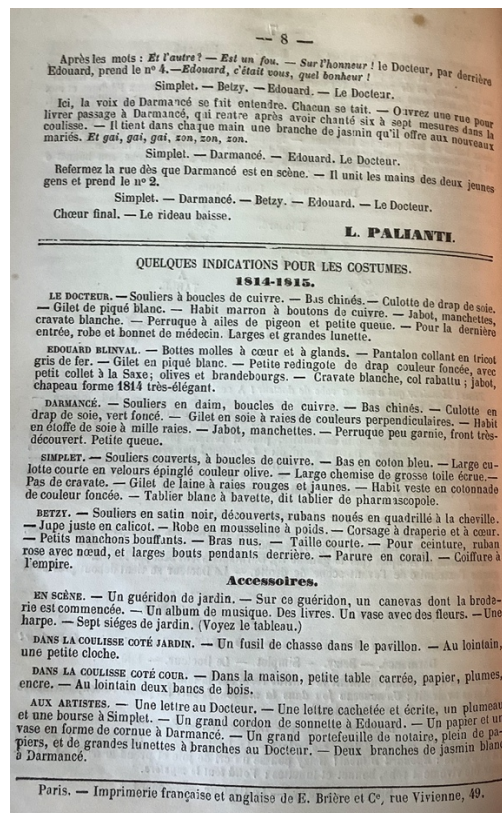 — 8 —
Après les mots : Et l'autre? — Est un fou. — Sur l'honneur ! le Docteur, par derrière
Edouard, prend le n° 4. — Edouard, c'était vous, quel bonheur !
Simplet. — Betzy. — Edouard. — Le Docteur.
Ici, la voix de Darmancé se fait entendre. Chacun se tait. — Ouvrez une rue pour
livrer passage à Darmancé, qui rentre après avoir chanté six à sept mesures dans la
coulisse. — Il tient dans chaque main une branche de jasmin qu'il offre aux nouveaux
mariés. Et gai, gai, gai, zon, zon, zon.
Simplet. — Darmancé. — Edouard. Le Docteur.
Refermez la rue dès que Darmancé est en scène. — Il unit les mains des deux jeunes
gens et prend le n° 2.
Simplet. — Darmancé. — Betzy. — Edouard. — Le Docteur.
Chœur final. — Le rideau baisse.
L. PALIANTI.
QUELQUES INDICATIONS POUR LES COSTUMES.
1814-1815.
LE DOCTEUR. — Souliers à boucles de cuivre. — Bas chinés. — Culotte de drap de soie.
— Gilet de piqué blanc. — Habit marron à boutons de cuivre. — Jabot, manchettes,
cravate blanche. — Perruque à ailes de pigeon et petite queue. — Pour la dernière
entrée, robe et bonnet de médecin. Larges et grandes lunette.
EDOUARD BLINVAL. — Bottes molles à cœur et à glands. — Pantalon collant en tricot
gris de fer. — Gilet en piqué blanc. — Petite redingote de drap couleur foncée, avec
petit collet à la Saxe; olives et brandebourgs. — Cravate blanche, col rabattu ; jabot,
chapeau forme 1814 très-élégant.
DARMANCÉ. — Souliers en daim, boucles de cuivre. — Bas chinés. — Culotte en
drap de soie, vert foncé. — Gilet en soie à raies de couleurs perpendiculaires. — Habit
en étoffe de soie à mille raies. — Jabot, manchettes. — Perruque peu garnie, front très-
découvert. Petite queue.
SIMPLET. — Souliers couverts, à boucles de cuivre. — Bas en coton bleu. — Large cu-
lotte courte en velours épinglé couleur olive. — Large chemise de grosse toile écrue. —
Pas de cravate. — Gilet de laine à raies rouges et jaunes. — Habit veste en cotonnade
de couleur foncée. — Tablier blanc à bavette, dit tablier de pharmascopole.
BETZY. — Souliers en satin noir, découverts, rubans noués en quadrillé à la cheville.
— Jupe juste en calicot. — Robe en mousseline à poids. — Corsage à draperie et à cœur.
— Petits manchons bouffants. — Bras nus. — Taille courte. — Pour ceinture, ruban
rose avec nœud, et larges bouts pendants derrière. — Parure en corail. — Coiffure à
l'empire.
Accessoires.
EN SCÈNE. — Un guéridon de jardin. — Sur ce guéridon, un canevas dont la brode-
rie est commencée. — Un album de musique. Des livres. Un vase avec des fleurs. — Une
harpe. — Sept siéges de jardin. (Voyez le tableau.)
DANS LA COULISSE COTÉ JARDIN. — Un fusil de chasse dans le pavillon. — Au lointain,
une petite cloche.
DANS LA COULISSE COTÉ COUR. — Dans la maison, petite table carrée, papier, plumes,
encre. — Au lointain deux bancs de bois.
AUX ARTISTES. — Une lettre au Docteur. — Une lettre cachetée et écrite, un plumeau
et une bourse à Simplet. — Un grand cordon de sonnette à Edouard. — Un papier et un
vase en forme de cornue à Darmancé. — Un grand portefeuille de notaire, plein de pa-
piers, et de grandes lunettes à branches au Docteur. — Deux branches de jasmin blanc
à Darmancé.
Paris. — Imprimerie française et anglaise de E. Brière et Cᵉ, rue Vivienne, 49.